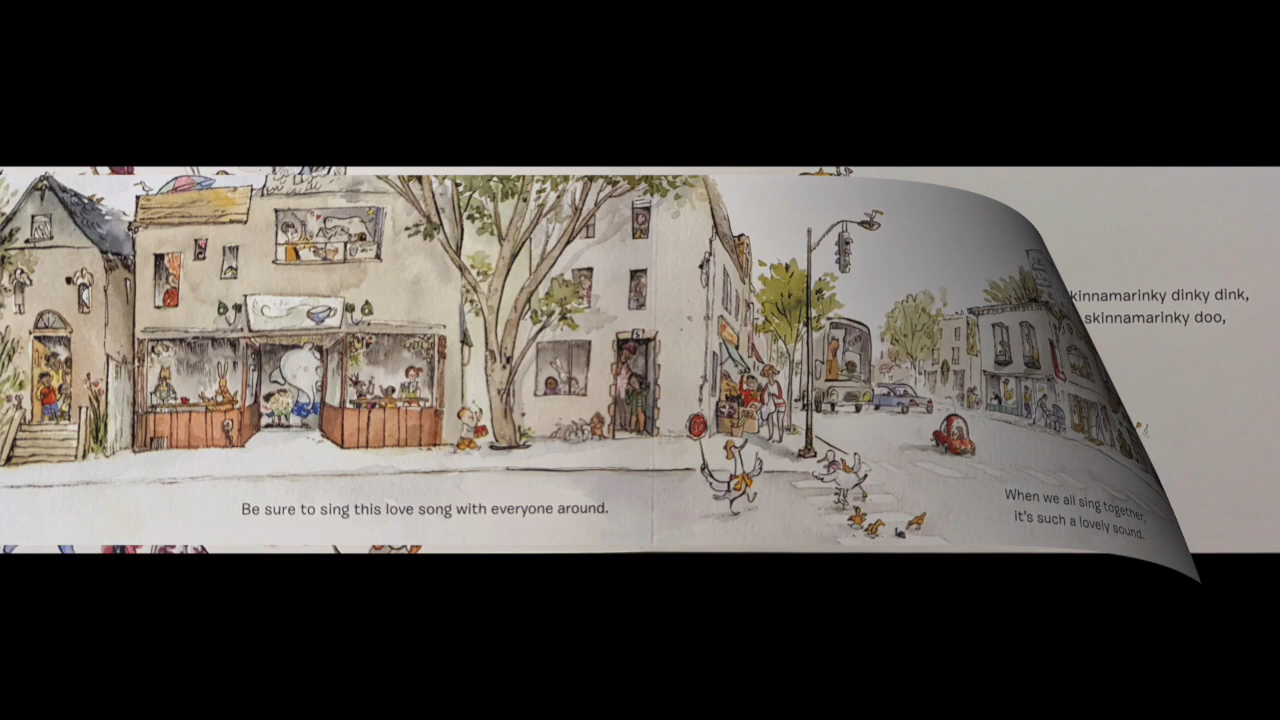 Be sure to sing this love song with everyone around.
When we all sing together,
it's such a lovely sound.
kinnamarinky dinky dink,
skinnamarinky doo,